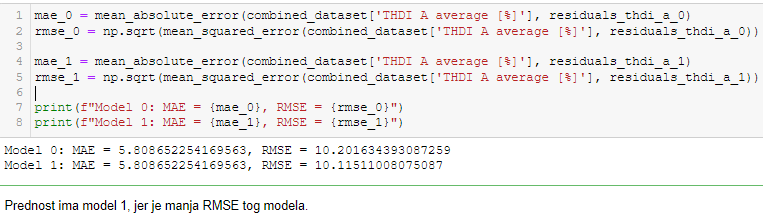 1 mae_0 = mean_absolute_error(combined_dataset['THDI A average [%]'], residuals_thdi_a_0)
2 rmse_0 = np.sqrt(mean_squared_error(combined_dataset['THDI A average [%]'], residuals_thdi_a_0))
3
4 mae_1 = mean_absolute_error(combined_dataset['THDI A average [%]'], residuals_thdi_a_1)
5 rmse_1 = np.sqrt(mean_squared_error(combined_dataset['THDI A average [%]'], residuals_thdi_a_1))
6
7 print(f"Model 0: MAE = {mae_0}, RMSE = {rmse_0}")
8 print(f"Model 1: MAE = {mae_1}, RMSE = {rmse_1}")
Model 0: MAE = 5.808652254169563, RMSE = 10.201634393087259
Model 1: MAE = 5.808652254169563, RMSE = 10.11511008075087
Prednost ima model 1, jer je manja RMSE tog modela.